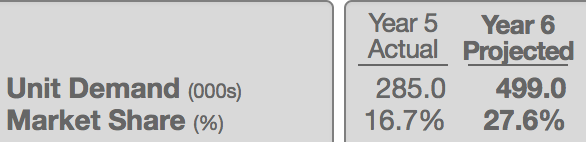 Year 5 Year 6
Actual Projected
Unit Demand (000s) 285.0 499.0
Market Share (%) 16.7% 27.6%